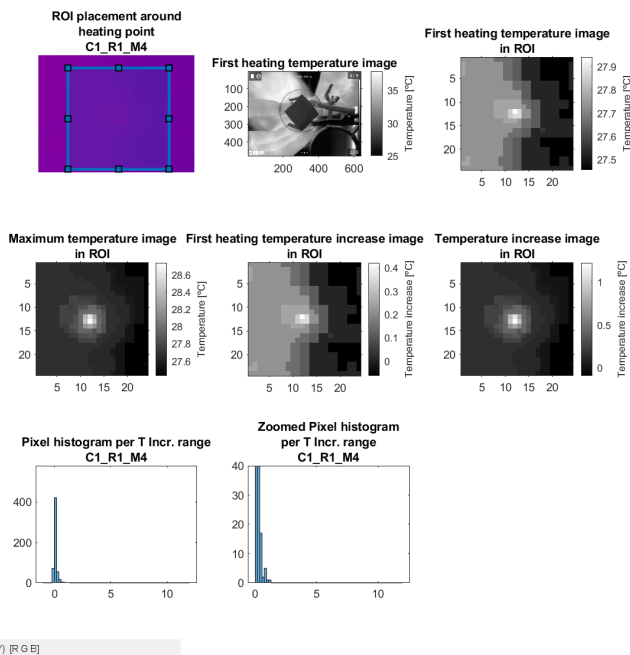 ROI placement around
heating point
C1_R1_M4
First heating temperature image
100
200
300
400
200 400 600
35
30
25
Temperature [ºC]
First heating temperature image
in ROI
5
10
15
20
5 10 15 20
27.9
27.8
27.7
27.6
27.5
Temperature [ºC]
Maximum temperature image
in ROI
5
10
15
20
5 10 15 20
28.6
28.4
28.2
28
27.8
27.6
Temperature [ºC]
First heating temperature increase image
in ROI
5
10
15
20
5 10 15 20
0.4
0.3
0.2
0.1
0
Temperature increase [ºC]
Temperature increase image
in ROI
5
10
15
20
5 10 15 20
1
0.5
0
Temperature increase [ºC]
Pixel histogram per T Incr. range
C1_R1_M4
400
200
0
0 5 10
Zoomed Pixel histogram
per T Incr. range
C1_R1_M4
40
30
20
10
0
0 5 10
) [R G B]